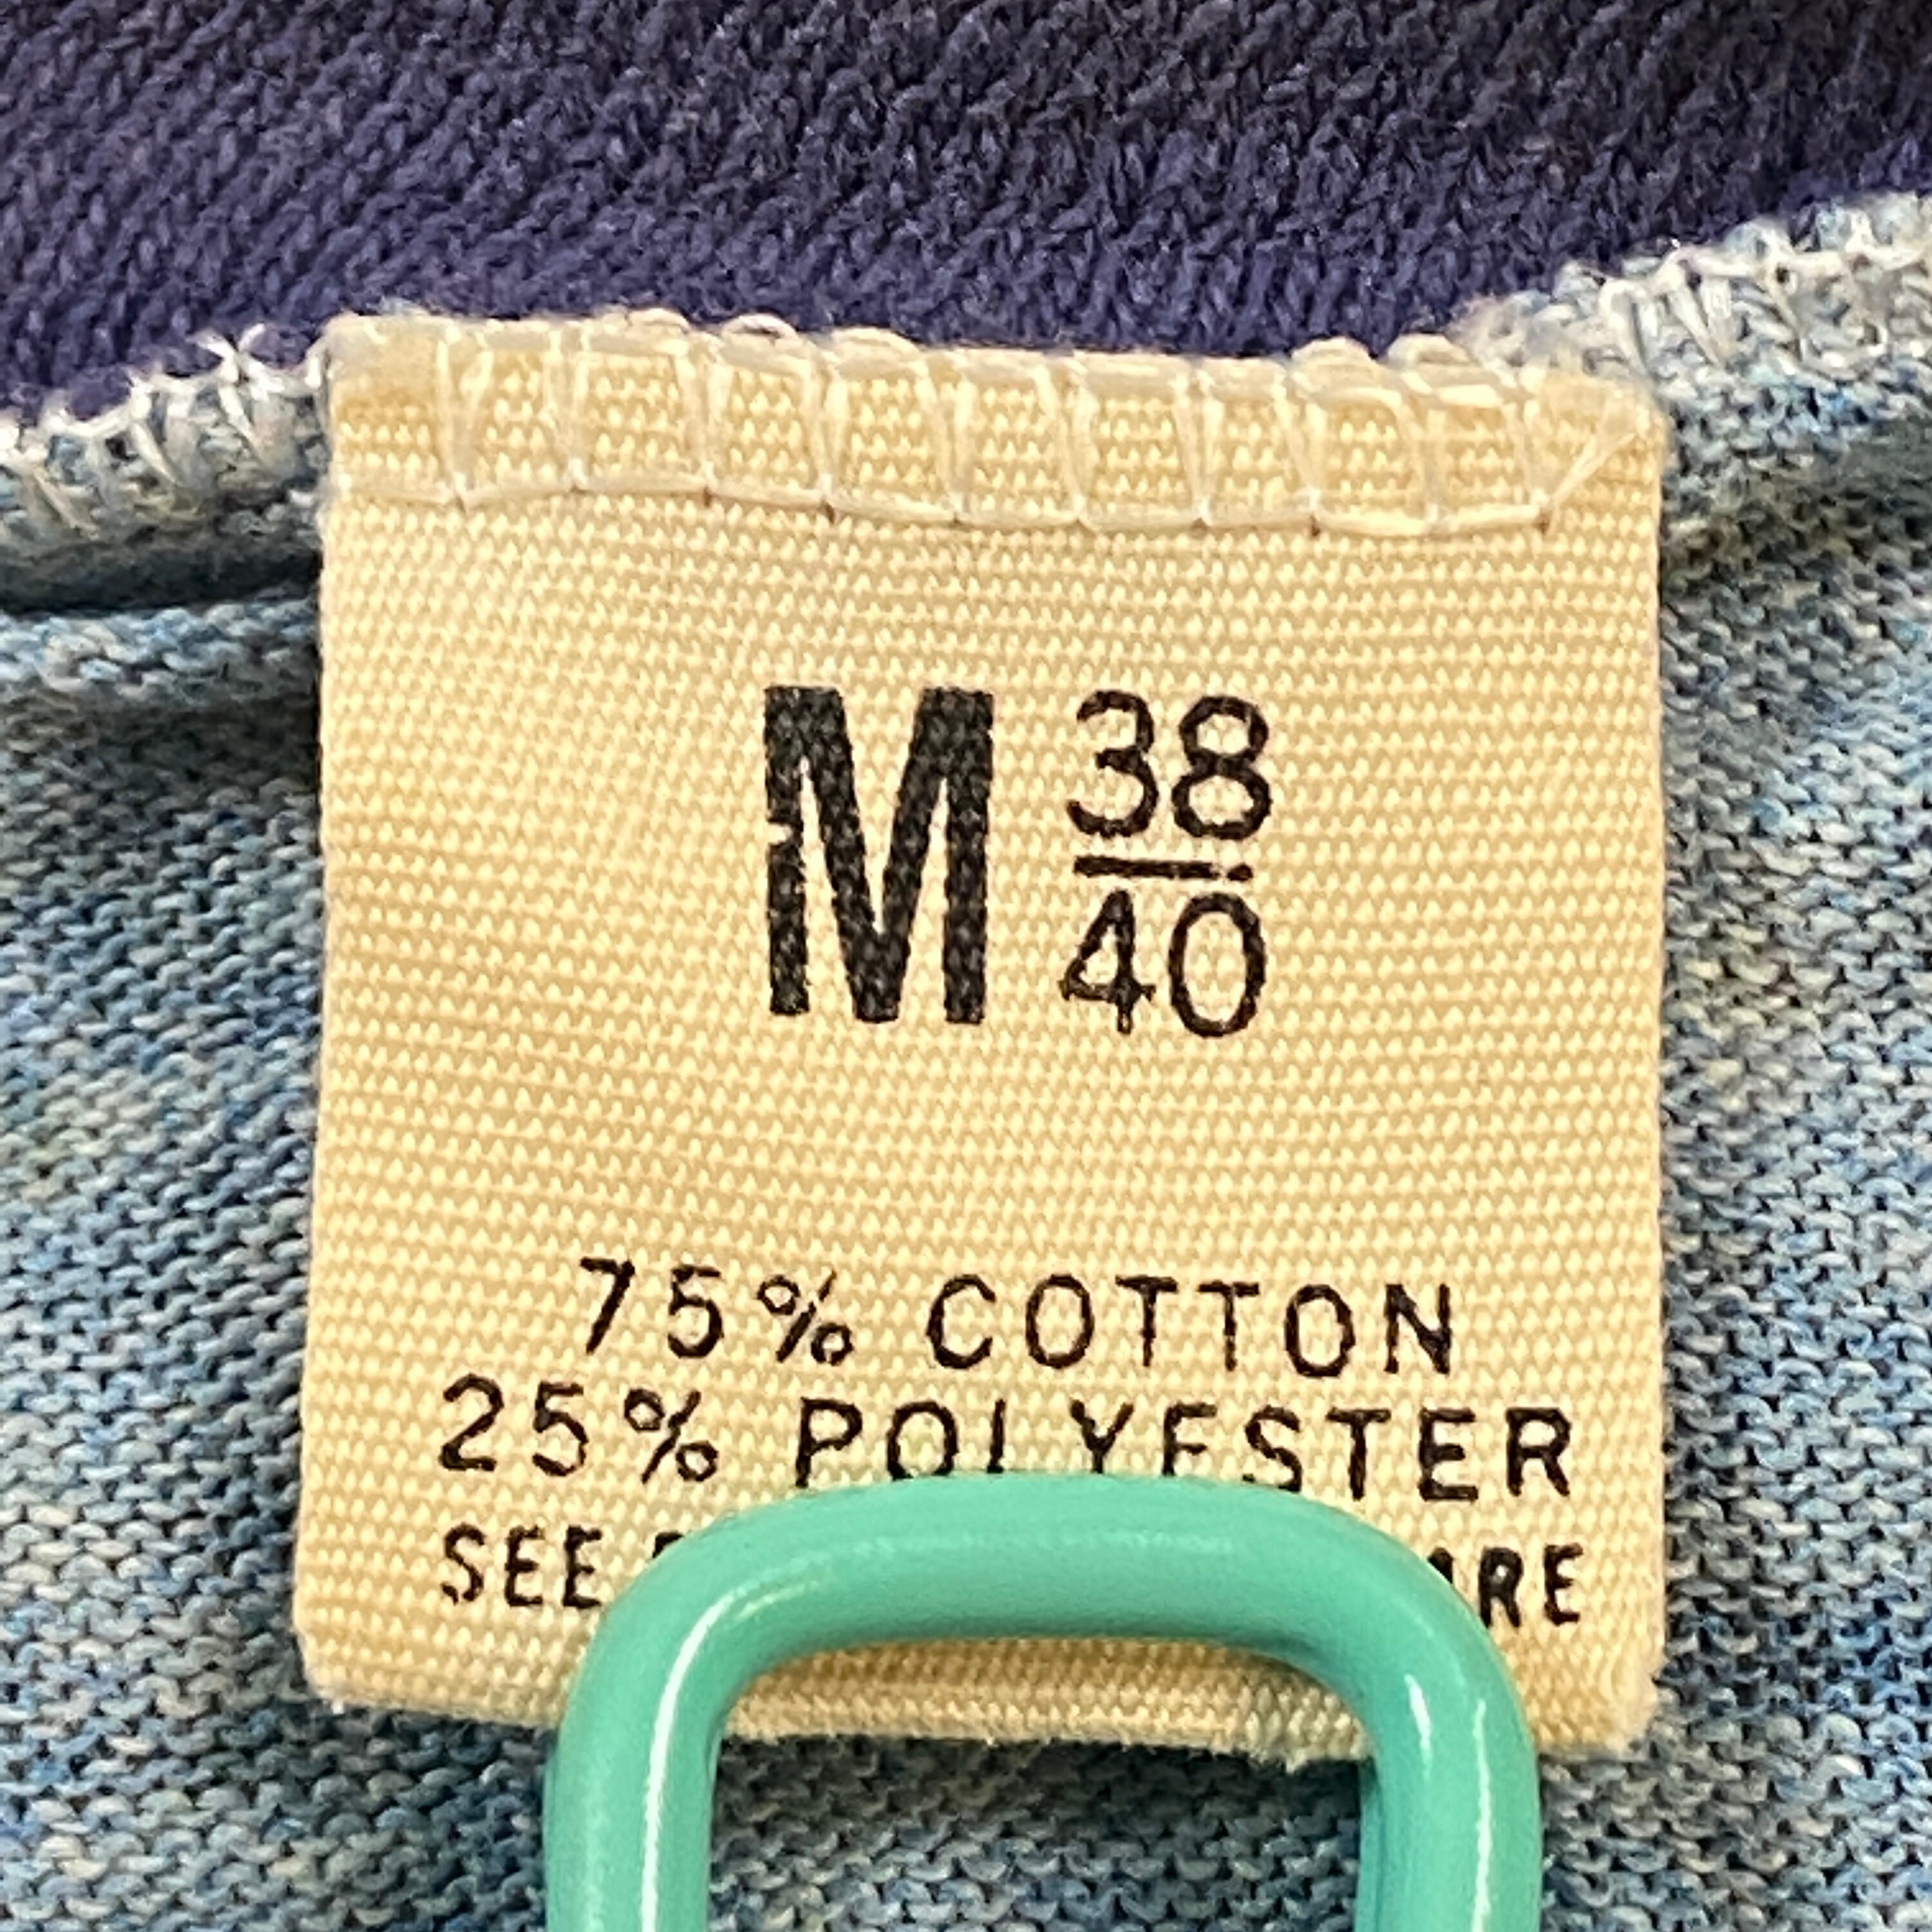 M 38
40
75% COTTON
25% POLYESTER
SEE